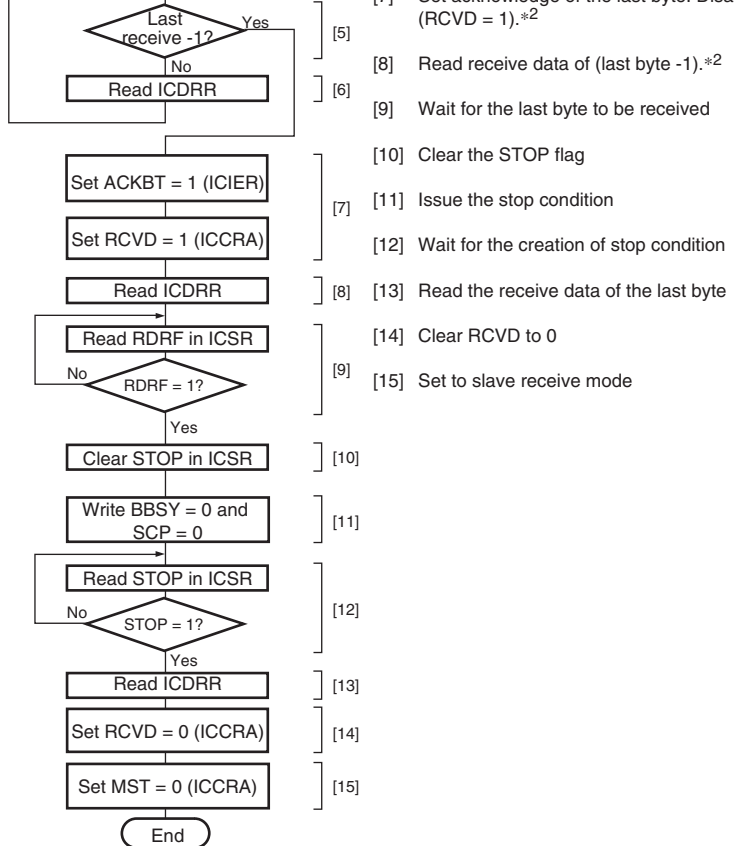 Last
receive -1?
Yes
No
[5]
Read ICDRR
[6]
Set ACKBT = 1 (ICIER)
Set RCVD = 1 (ICCRA)
[7]
Read ICDRR
[8]
Read RDRF in ICSR
No
RDRF = 1?
[9]
Yes
Clear STOP in ICSR
[10]
Write BBSY = 0 and
SCP = 0
[11]
Read STOP in ICSR
No
STOP = 1?
[12]
Yes
Read ICDRR
[13]
Set RCVD = 0 (ICCRA)
[14]
Set MST = 0 (ICCRA)
[15]
End
Set acknowledge of the last byte.
(RCVD = 1).*2
[8] Read receive data of (last byte -1).*2
[9] Wait for the last byte to be received
[10] Clear the STOP flag
[11] Issue the stop condition
[12] Wait for the creation of stop condition
[13] Read the receive data of the last byte
[14] Clear RCVD to 0
[15] Set to slave receive mode